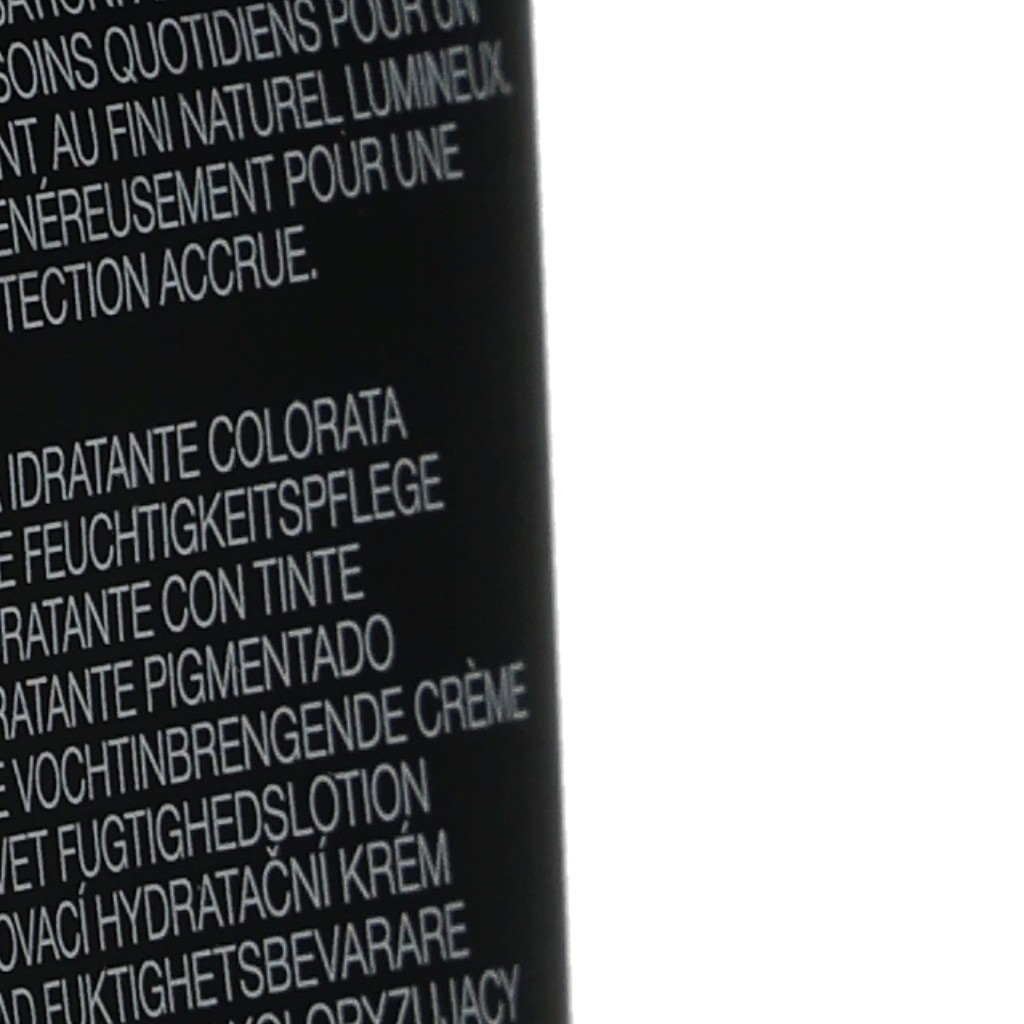 SOINS QUOTIDIENS POUR UN
NT AU FINI NATUREL LUMINEUX.
ENÉREUSEMENT POUR UNE
TECTION ACCRUE.
IDRATANTE COLORATA
E FEUCHTIGKEITSPFLEGE
RATANTE CON TINTE
RATANTE PIGMENTADO
E VOCHTINBRENGENDE CRÈME
VET FUGTIGHEDSLOTION
OVACÍ HYDRATAČNÍ KRÉM
AD FUKTIGHETSBEVARARE
KOLORYZUJĄCY